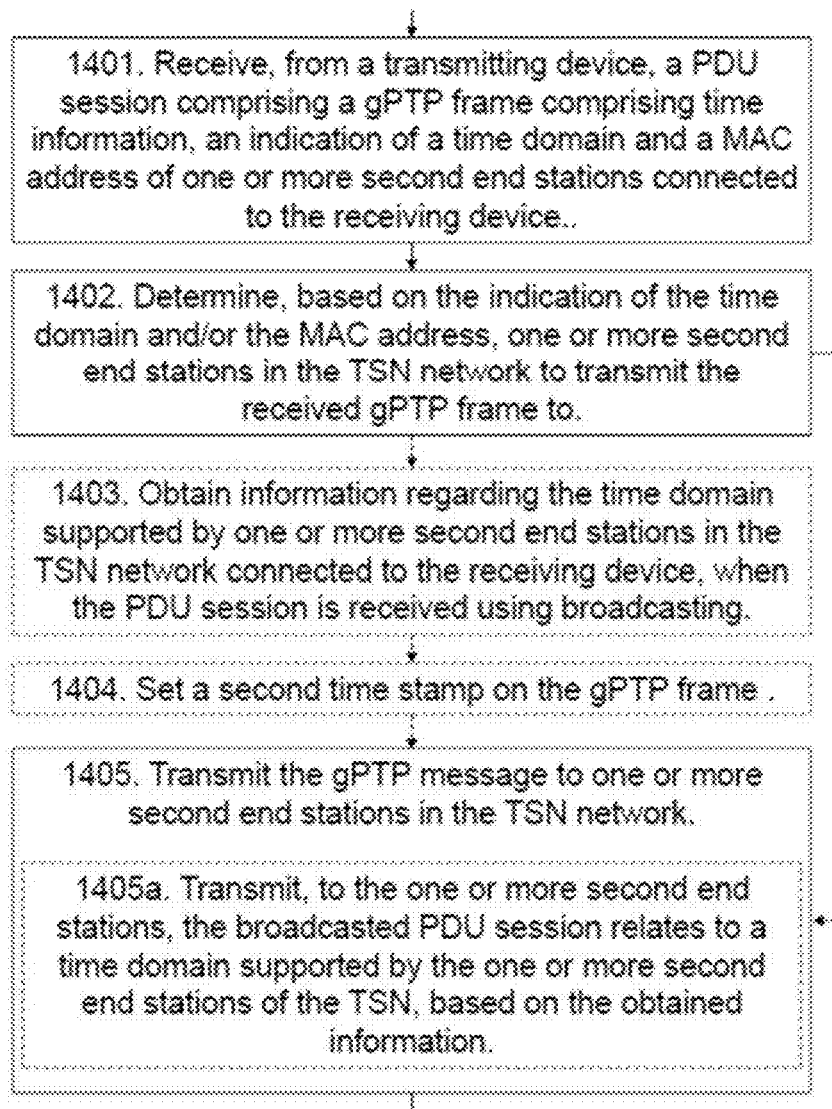 1401. Receive, from a transmitting device, a PDU
session comprising a gPTP frame comprising time
information, an indication of a time domain and a MAC
address of one or more second end stations connected
to the receiving device..
1402. Determine, based on the indication of the time
domain and/or the MAC address, one or more second
end stations in the TSN network to transmit the
received gPTP frame to.
1403. Obtain information regarding the time domain
supported by one or more second end stations in the
TSN network connected to the receiving device, when
the PDU session is received using broadcasting.
1404. Set a second time stamp on the gPTP frame .
1405. Transmit the gPTP message to one or more
second end stations in the TSN network.
1405a. Transmit, to the one or more second end
stations, the broadcasted PDU session relates to a
time domain supported by the one or more second
end stations of the TSN, based on the obtained
information.